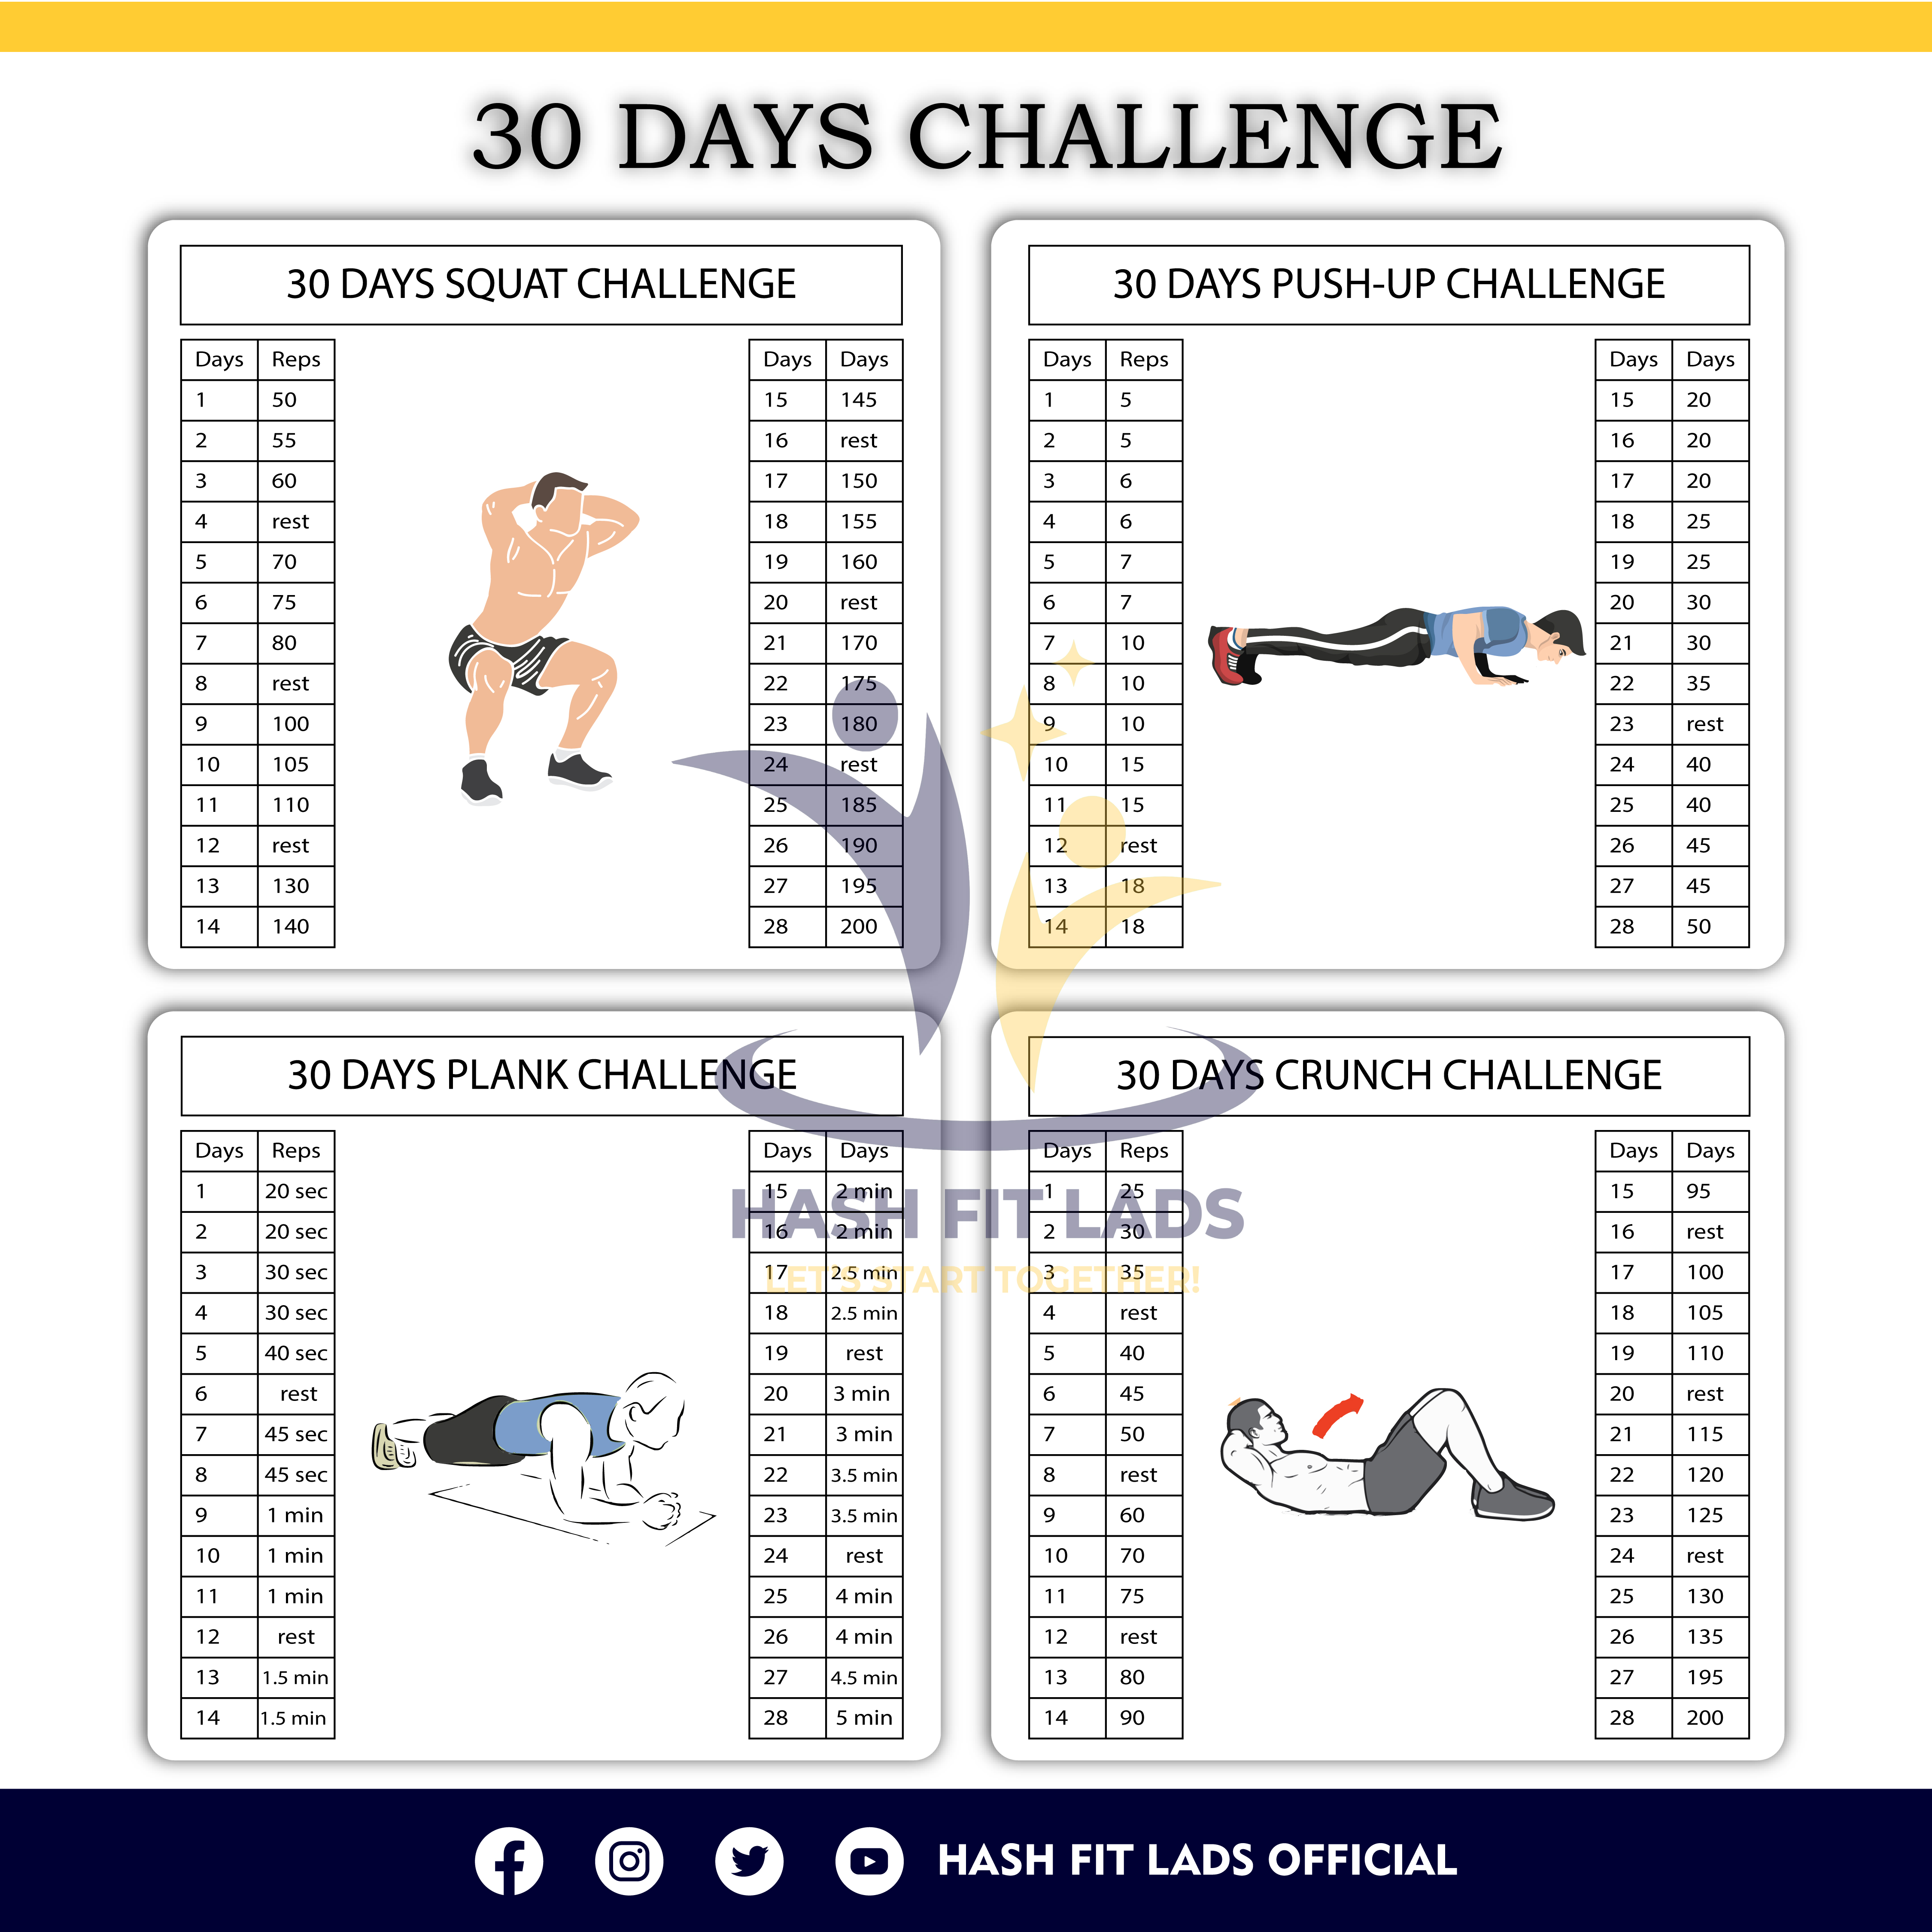 30 DAYS CHALLENGE
30 DAYS SQUAT CHALLENGE
Days Reps Days Days
1 50 15 145
2 55 16 rest
3 60 17 150
4 rest 18 155
5 70 19 160
6 75 20 rest
7 80 21 170
8 rest 22 175
9 100 23 180
10 105 24 rest
11 110 25 185
12 rest 26 190
13 130 27 195
14 140 28 200
30 DAYS PUSH-UP CHALLENGE
Days Reps Days Days
1 5 15 20
2 5 16 20
3 6 17 20
4 6 18 25
5 7 19 25
6 7 20 30
7 10 21 30
8 10 22 35
9 10 23 rest
10 15 24 40
11 15 25 40
12 rest 26 45
13 18 27 45
14 18 28 50
30 DAYS PLANK CHALLENGE
Days Reps Days Days
1 20 sec 15 2 min
2 20 sec 16 2 min
3 30 sec 17 2.5 min
4 30 sec 18 2.5 min
5 40 sec 19 rest
6 rest 20 3 min
7 45 sec 21 3 min
8 45 sec 22 3.5 min
9 1 min 23 3.5 min
10 1 min 24 rest
11 1 min 25 4 min
12 rest 26 4 min
13 1.5 min 27 4.5 min
14 1.5 min 28 5 min
30 DAYS CRUNCH CHALLENGE
Days Reps Days Days
1 25 15 95
2 30 16 rest
3 35 17 100
4 rest 18 105
5 40 19 110
6 45 20 rest
7 50 21 115
8 rest 22 120
9 60 23 125
10 70 24 rest
11 75 25 130
12 rest 26 135
13 80 27 195
14 90 28 200
HASH FIT LADS
LET'S START TOGETHER!
HASH FIT LADS OFFICIAL